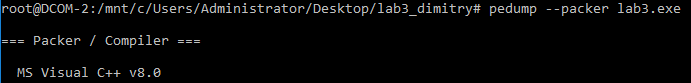 root@DCOM-2:/mnt/c/Users/Administrator/Desktop/lab3_dimitry# pedump --packer lab3.exe
=== Packer / Compiler ===
MS Visual C++ v8.0